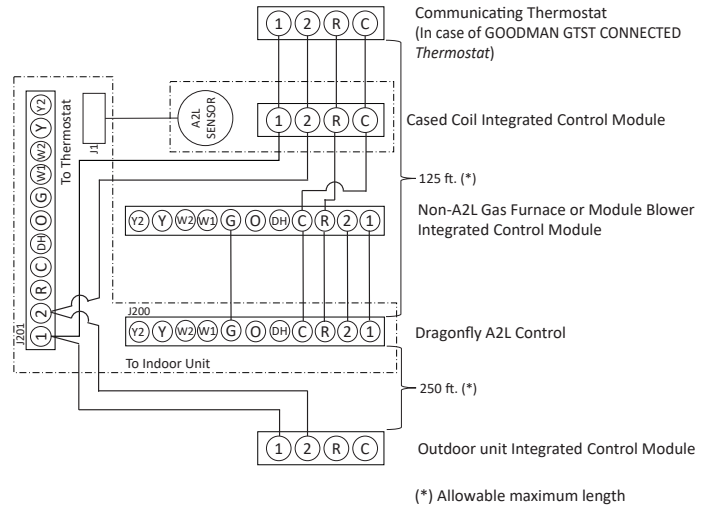 1 2 R C
Communicating Thermostat
(In case of GOODMAN GTST CONNECTED
Thermostat)
Y2 Y W2 W1 G O DH C R 2 1
J201
To Thermostat
J1
A2L
SENSOR
1 2 R C
Cased Coil Integrated Control Module
125 ft. (*)
Y2 Y W2 W1 G O DH C R 2 1
Non-A2L Gas Furnace or Module Blower
Integrated Control Module
J200
Y2 Y W2 W1 G O DH C R 2 1
Dragonfly A2L Control
To Indoor Unit
250 ft. (*)
1 2 R C
Outdoor unit Integrated Control Module
(*) Allowable maximum length